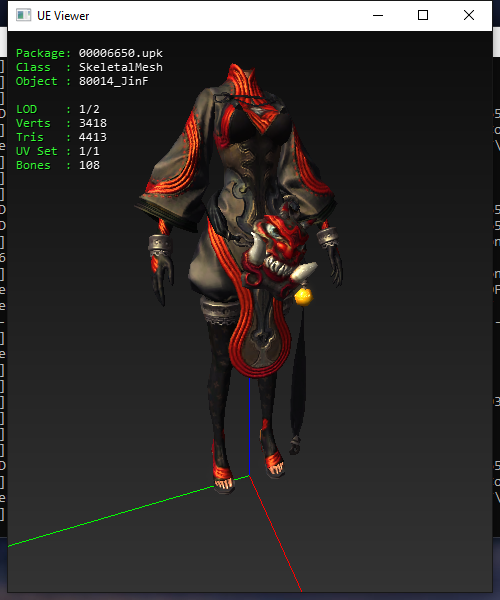 UE Viewer
Package: 00006650.upk
Class  : SkeletalMesh
Object : 80014_JinF
LOD    : 1/2
Verts  : 3418
Tris   : 4413
UV Set : 1/1
Bones  : 108